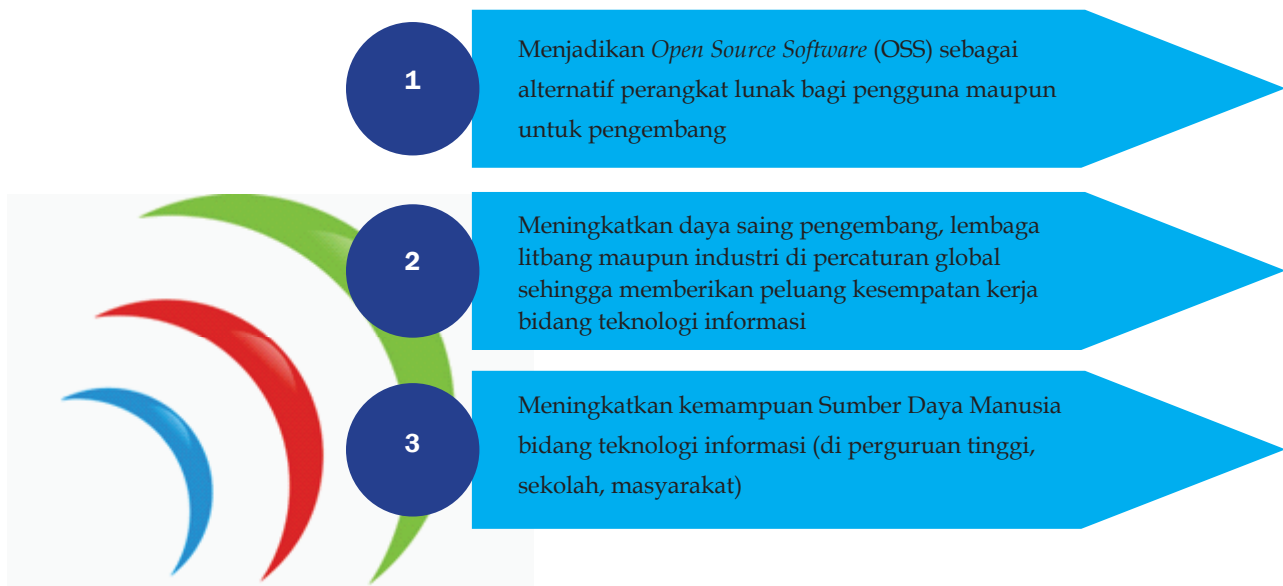 1
Menjadikan Open Source Software (OSS) sebagai
alternatif perangkat lunak bagi pengguna maupun
untuk pengembang
2
Meningkatkan daya saing pengembang, lembaga
litbang maupun industri di percaturan global
sehingga memberikan peluang kesempatan kerja
bidang teknologi informasi
3
Meningkatkan kemampuan Sumber Daya Manusia
bidang teknologi informasi (di perguruan tinggi,
sekolah, masyarakat)